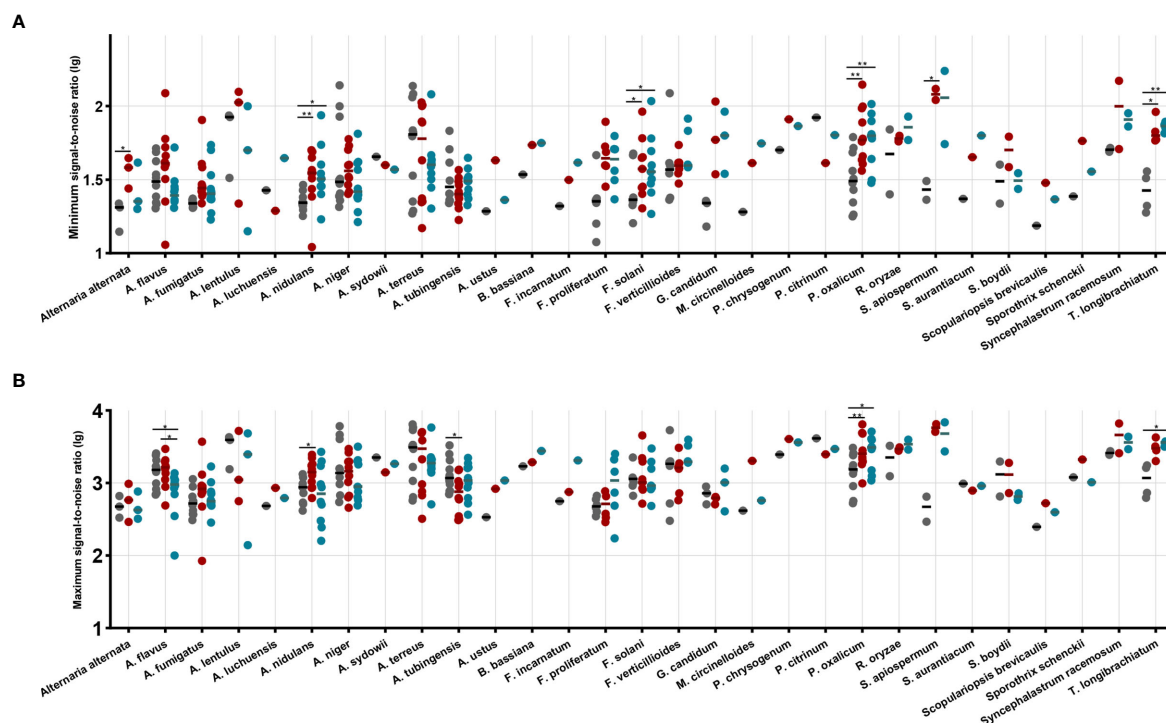 A
Minimum signal-to-noise ratio (lg)
2
1.5
1
* * ** * * ** ** * * **
Alternaria alternata
A. flavus
A. fumigatus
A. lentulus
A. luchuensis
A. nidulans
A. niger
A. sydowii
A. terreus
A. tubingensis
A. ustus
B. bassiana
F. incarnatum
F. proliferatum
F. solani
F. verticillioides
G. candidum
M. circinelloides
P. chrysogenum
P. citrinum
P. oxalicum
R. oryzae
S. apiospermum
S. aurantiacum
S. boydii
Scopulariopsis brevicaulis
Sporothrix schenckii
Syncephalastrum racemosum
T. longibrachiatum
B
Maximum signal-to-noise ratio (lg)
4
3
2
1
* * * * ** * *
Alternaria alternata
A. flavus
A. fumigatus
A. lentulus
A. luchuensis
A. nidulans
A. niger
A. sydowii
A. terreus
A. tubingensis
A. ustus
B. bassiana
F. incarnatum
F. proliferatum
F. solani
F. verticillioides
G. candidum
M. circinelloides
P. chrysogenum
P. citrinum
P. oxalicum
R. oryzae
S. apiospermum
S. aurantiacum
S. boydii
Scopulariopsis brevicaulis
Sporothrix schenckii
Syncephalastrum racemosum
T. longibrachiatum